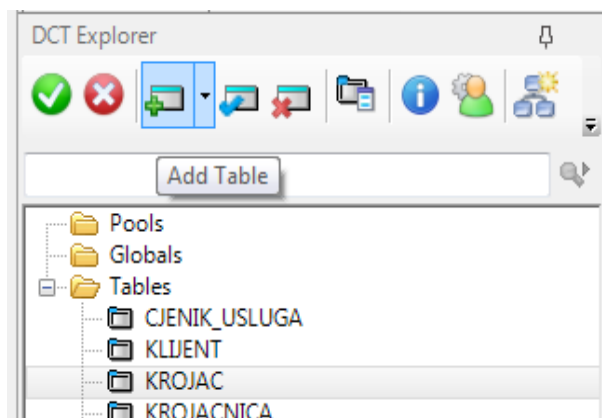 DCT Explorer
Add Table
Pools
Globals
Tables
CJENIK_USLUGA
KLIJENT
KROJAC
KROJACNICA